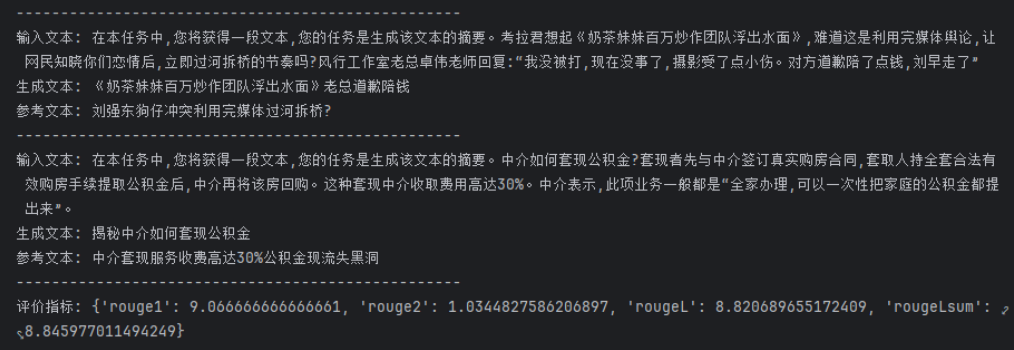 --------------------------------------------------
输入文本: 在本任务中,您将获得一段文本,您的任务是生成该文本的摘要。考拉君想起《奶茶妹妹百万炒作团队浮出水面》,难道这是利用完媒体舆论,让
网民知晓你们恋情后,立即过河拆桥的节奏吗?风行工作室老总卓伟老师回复:“我没被打,现在没事了,摄影受了点小伤。对方道歉陪了点钱,刘早走了”
生成文本: 《奶茶妹妹百万炒作团队浮出水面》老总道歉陪钱
参考文本: 刘强东狗仔冲突利用完媒体过河拆桥?
--------------------------------------------------
输入文本: 在本任务中,您将获得一段文本,您的任务是生成该文本的摘要。中介如何套现公积金?套现者先与中介签订真实购房合同,套取人持全套合法有
效购房手续提取公积金后,中介再将该房回购。这种套现中介收取费用高达30%。中介表示,此项业务一般都是“全家办理,可以一次性把家庭的公积金都提
出来”。
生成文本: 揭秘中介如何套现公积金
参考文本: 中介套现服务收费高达30%公积金现流失黑洞
--------------------------------------------------
评价指标: {'rouge1': 9.066666666666661, 'rouge2': 1.0344827586206897, 'rougeL': 8.820689655172409, 'rougeLsum':
8.845977011494249}